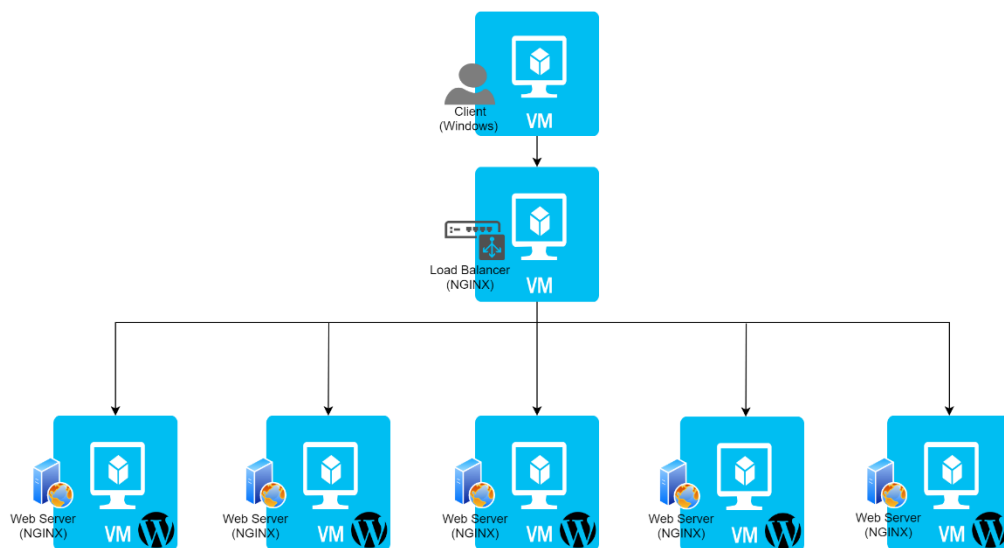 Client
(Windows)
VM
Load Balancer
(NGINX)
VM
Web Server
(NGINX)
VM
Web Server
(NGINX)
VM
Web Server
(NGINX)
VM
Web Server
(NGINX)
VM
Web Server
(NGINX)
VM